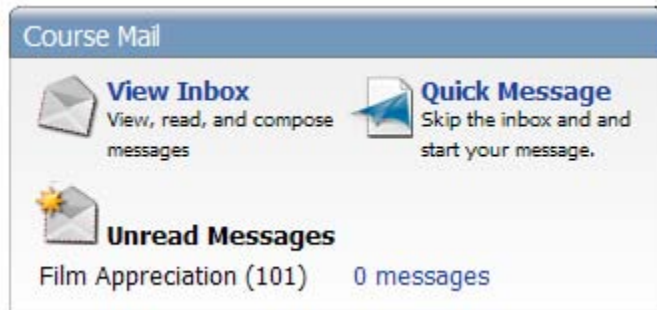 Course Mail
View Inbox
View, read, and compose
messages
Quick Message
Skip the inbox and and
start your message.
Unread Messages
Film Appreciation (101) 0 messages